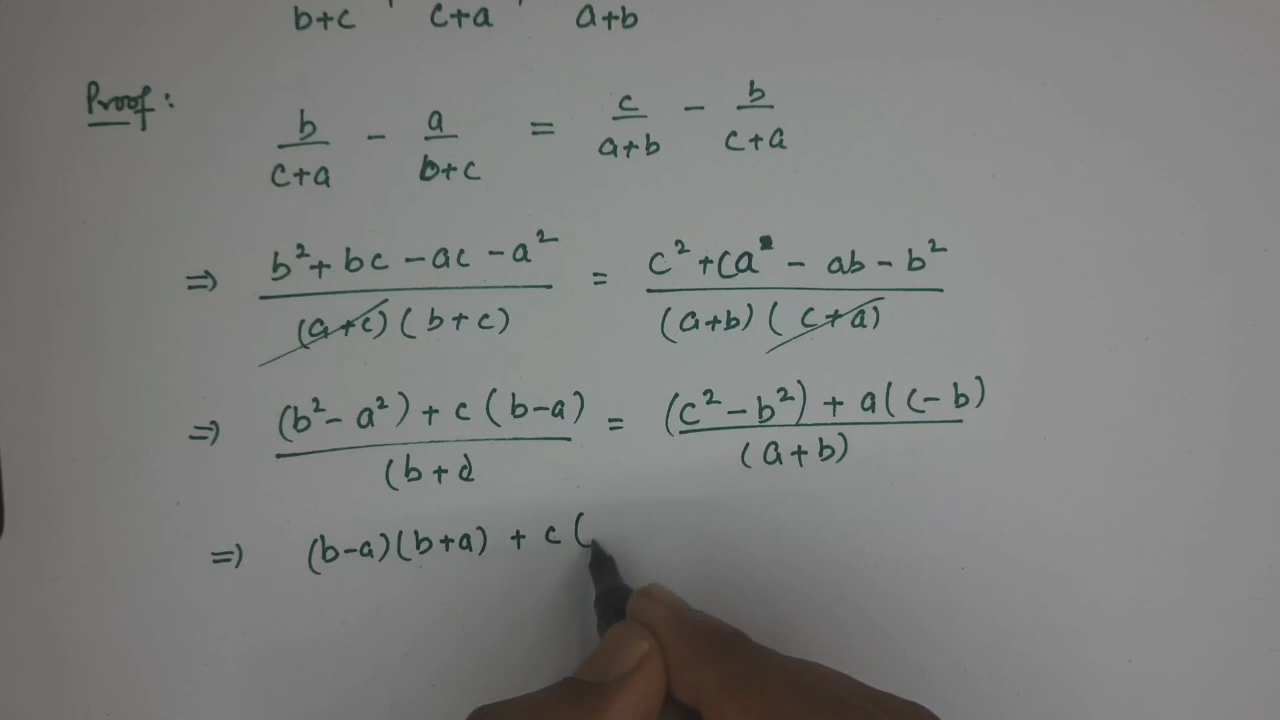 b+c , c+a , a+b
Proof:
b/(c+a) - a/(b+c) = c/(a+b) - b/(c+a)
⇒ (b²+bc-ac-a²)/((a+c)(b+c)) = (c²+ca-ab-b²)/((a+b)(c+a))
⇒ ((b²-a²)+c(b-a))/(b+c = ((c²-b²)+a(c-b))/(a+b)
⇒ (b-a)(b+a)+c(